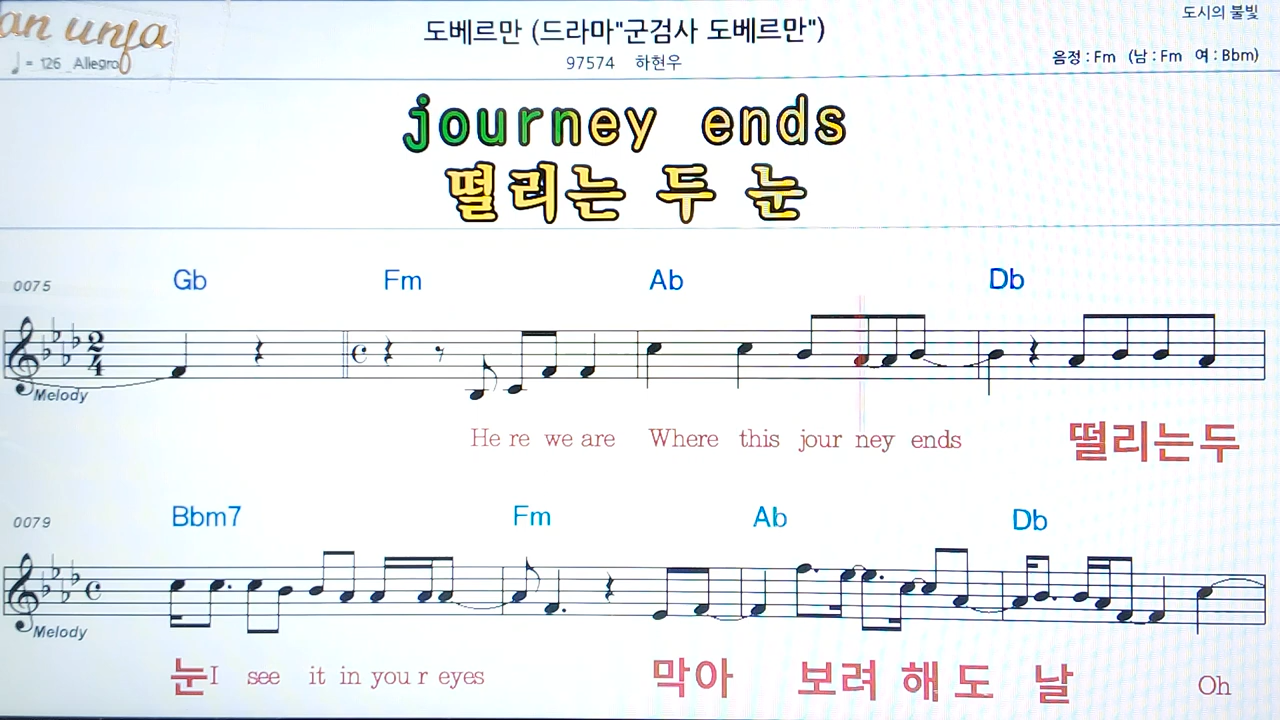 an unfa
도베르만 (드라마"군검사 도베르만")
도시의 불빛
♩ = 126 Allegro
97574 하현우
음정 : Fm (남 : Fm 여 : Bbm)
journey ends
떨리는 두 눈
0075 Gb Fm Ab Db
2/4
Melody
He re we are Where this jour ney ends 떨리는두
0079 Bbm7 Fm Ab Db
Melody
눈I see it in you r eyes 막아 보려 해도 날 Oh